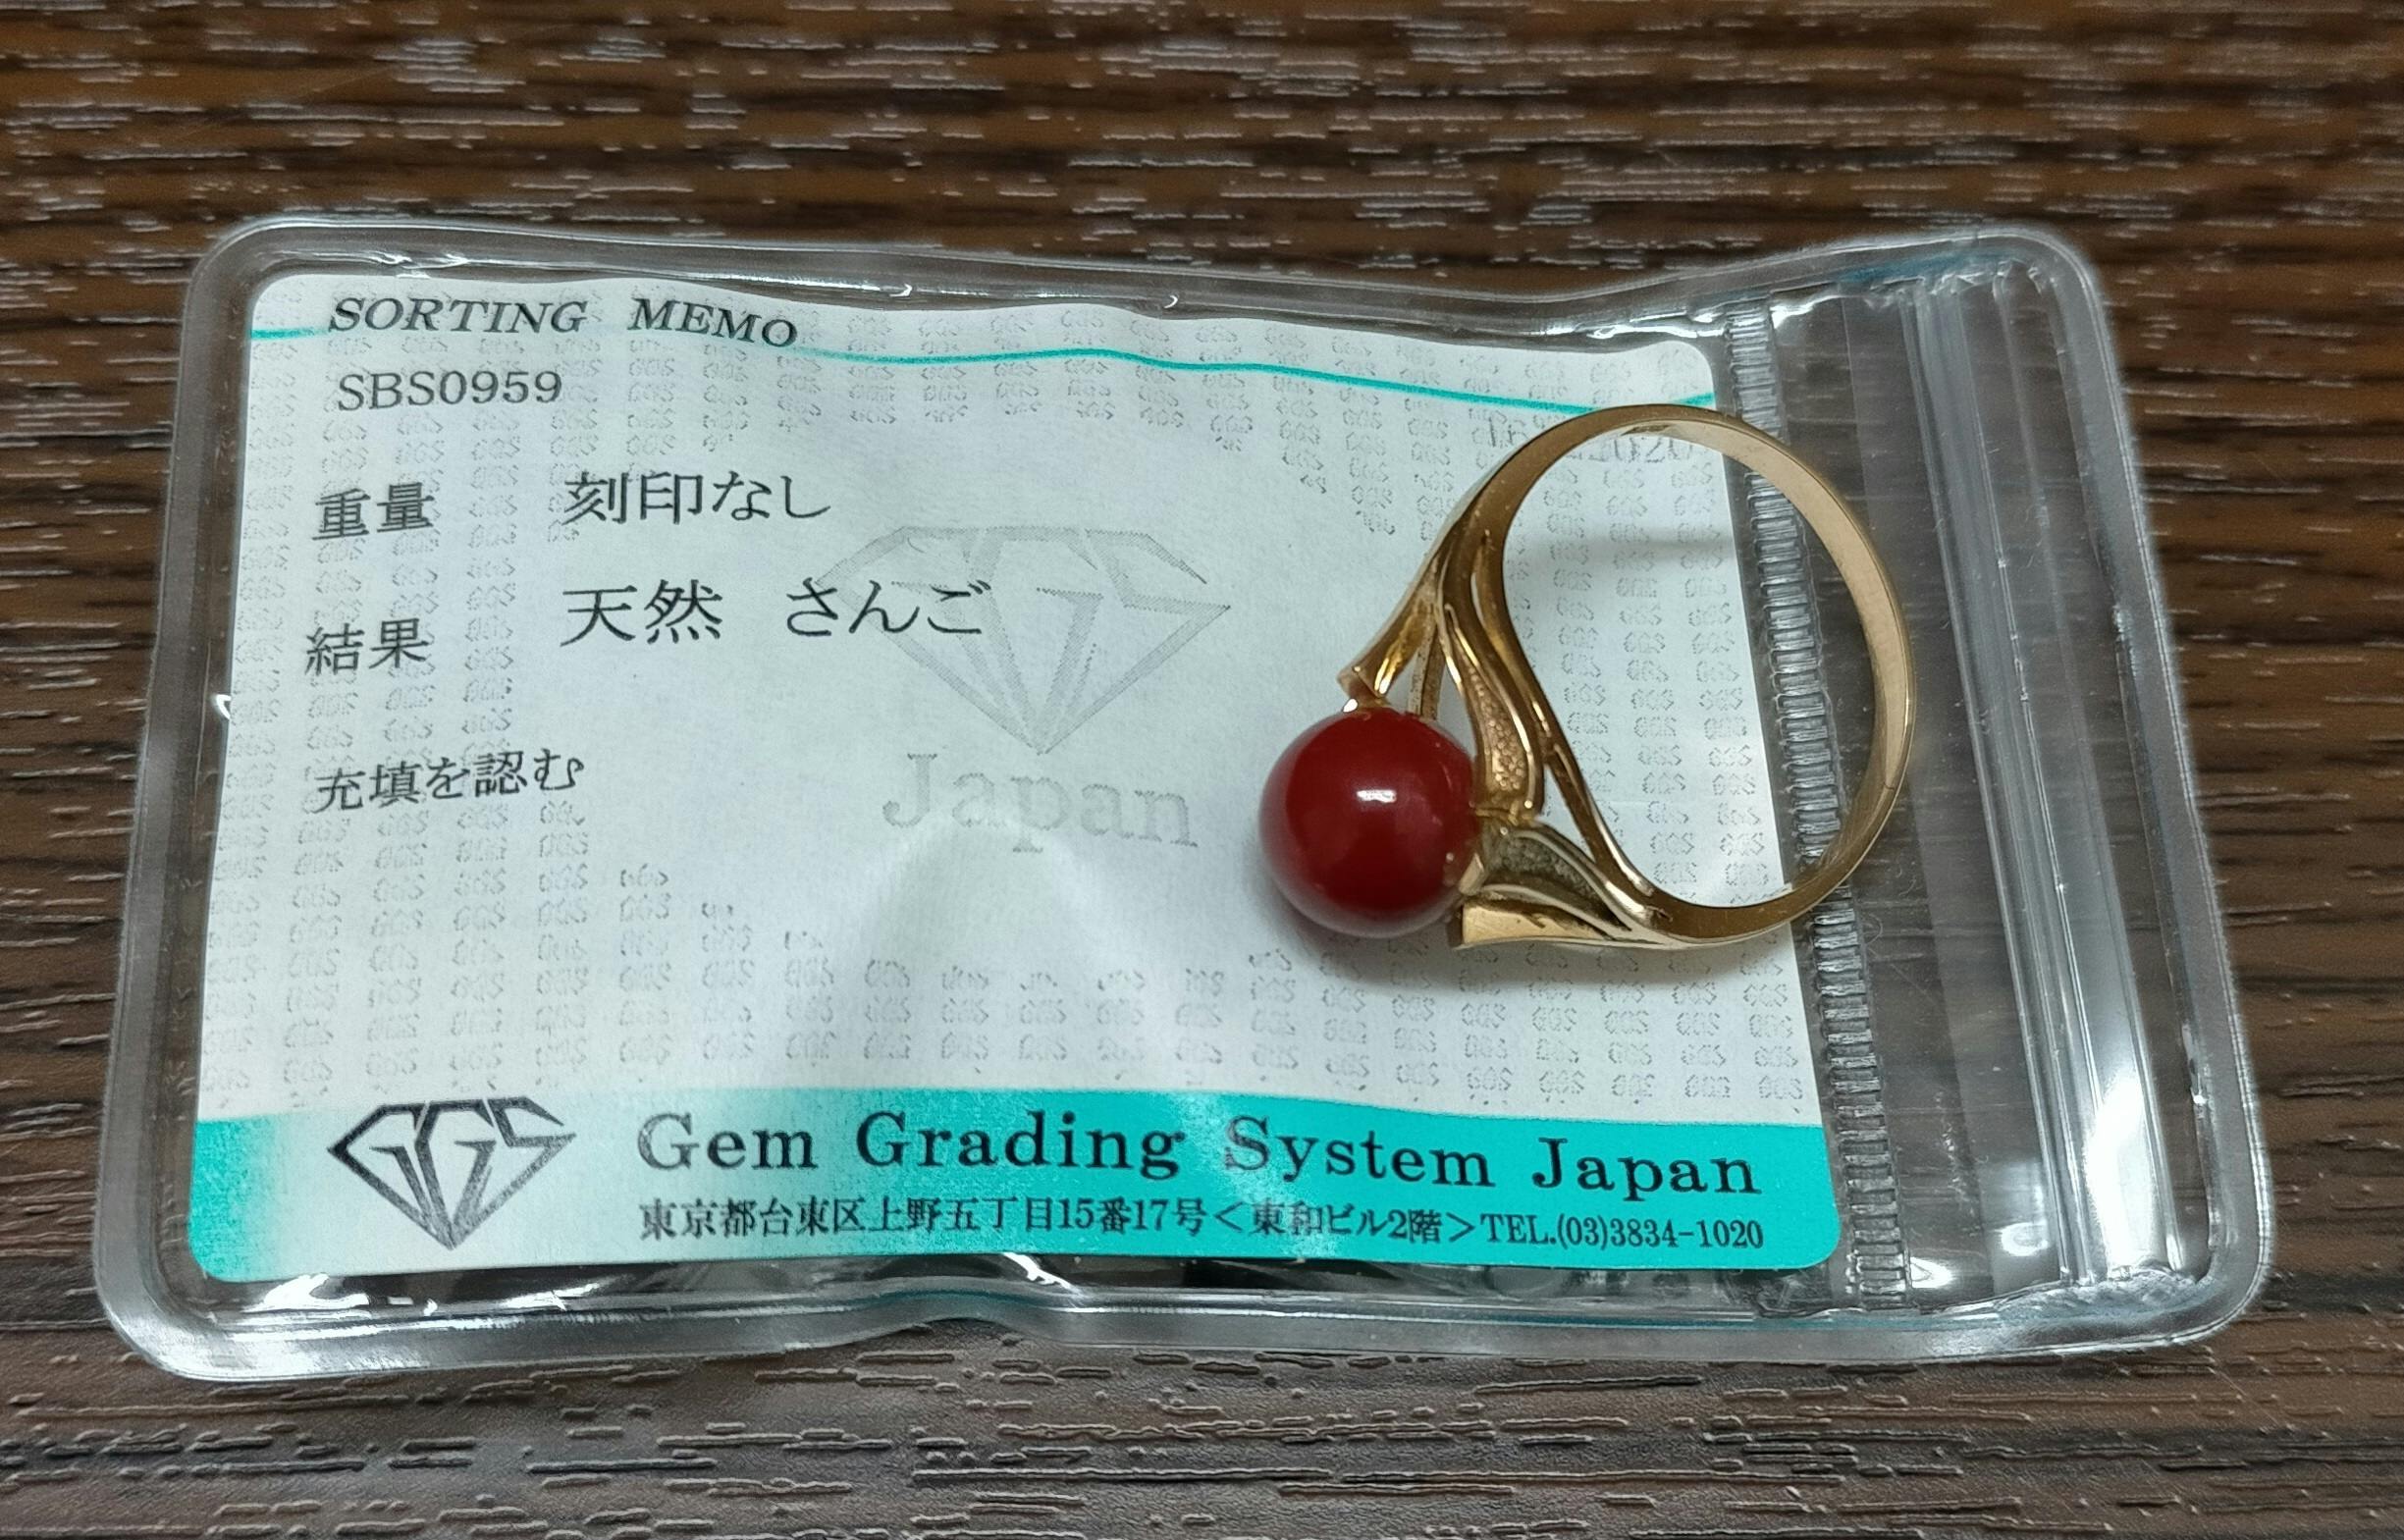 SORTING MEMO
SBS0959
重量 刻印なし
結果 天然 さんご
充填を認む
Japan
GGS
Gem Grading System Japan
東京都台東区上野五丁目15番17号<東和ビル2階>TEL.(03)3834-1020